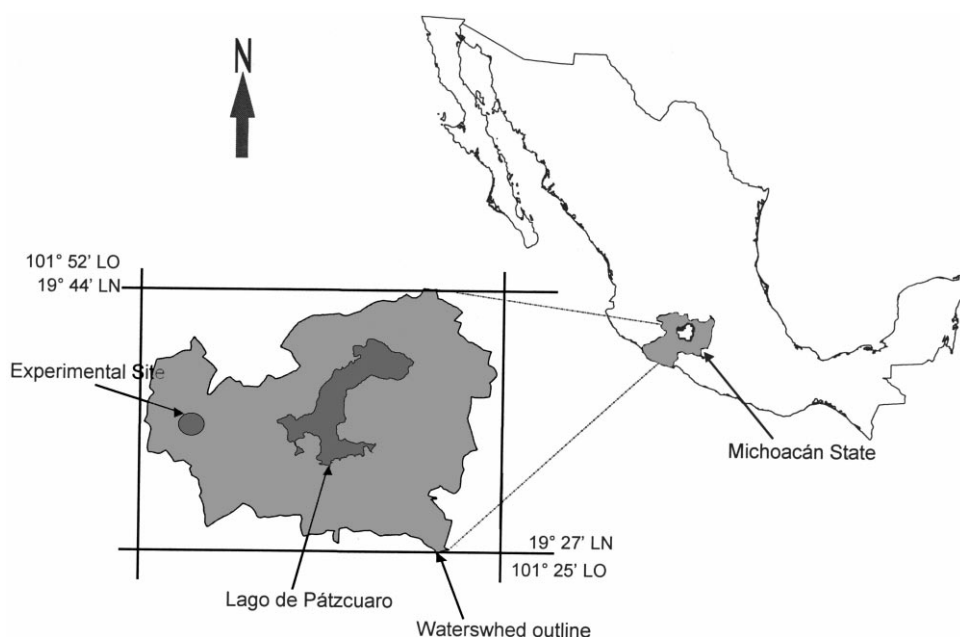 N
101° 52' LO
19° 44' LN
Experimental Site
Michoacán State
19° 27' LN
101° 25' LO
Lago de Pátzcuaro
Waterswhed outline